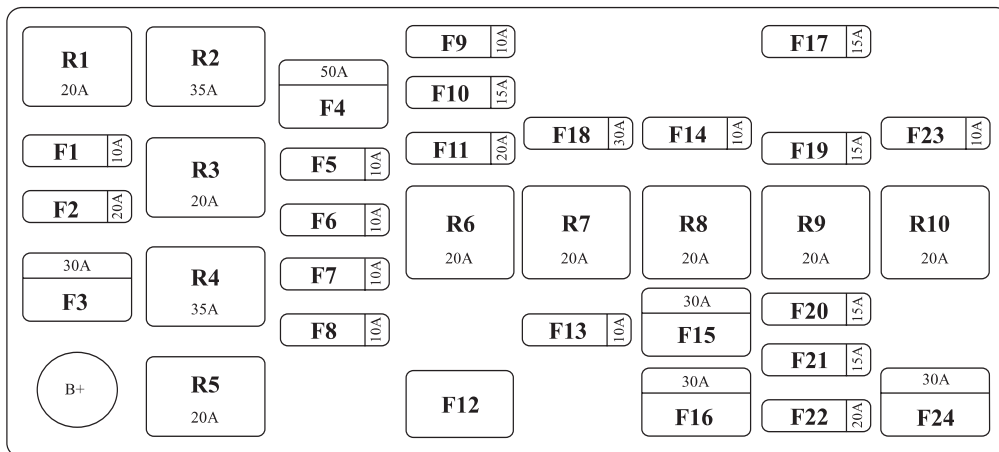 R1
20A
R2
35A
50A
F4
F9 10A
F10 15A
F11 20A
F17 15A
F18 30A
F14 10A
F19 15A
F23 10A
F1 10A
F2 20A
30A
F3
B+
R3
20A
R4
35A
R5
20A
F5 10A
F6 10A
F7 10A
F8 10A
R6
20A
R7
20A
R8
20A
R9
20A
R10
20A
F12
F13 10A
30A
F15
30A
F16
F20 15A
F21 15A
F22 20A
30A
F24